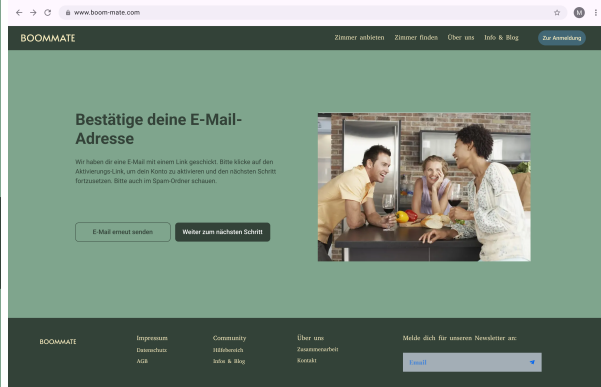 www.boom-mate.com
M
BOOMMATE
Zimmer anbieten Zimmer finden Über uns Info & Blog Zur Anmeldung
Bestätige deine E-Mail-
Adresse
Wir haben dir eine E-Mail mit einem Link geschickt. Bitte klicke auf den
Aktivierungs-Link, um dein Konto zu aktivieren und den nächsten Schritt
fortzusetzen. Bitte auch im Spam-Ordner schauen.
E-Mail erneut senden Weiter zum nächsten Schritt
BOOMMATE
Impressum
Datenschutz
AGB
Community
Hilfebereich
Infos & Blog
Über uns
Zusammenarbeit
Kontakt
Melde dich für unseren Newsletter an:
Email